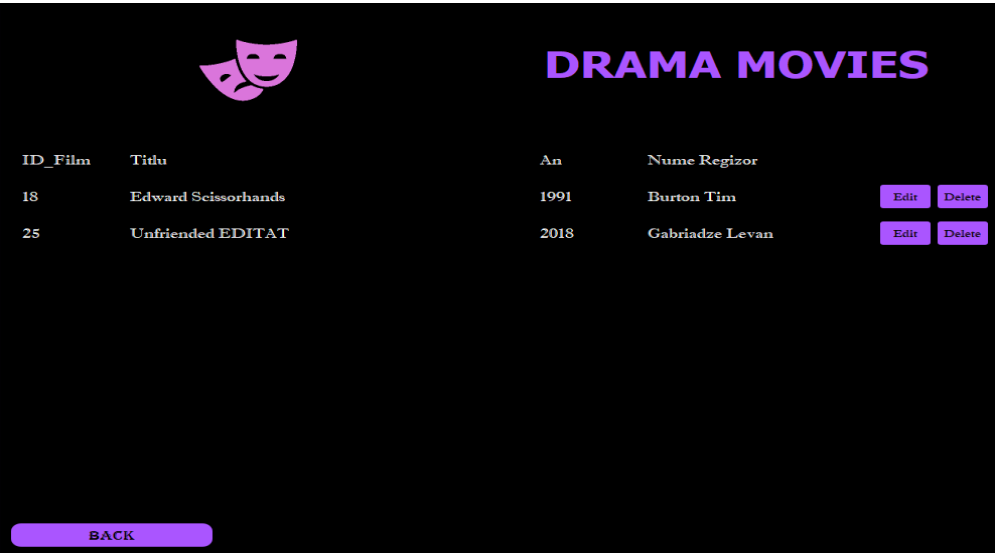 DRAMA MOVIES
ID_Film Titlu An Nume Regizor
18 Edward Scissorhands 1991 Burton Tim Edit Delete
25 Unfriended EDITAT 2018 Gabriadze Levan Edit Delete
BACK